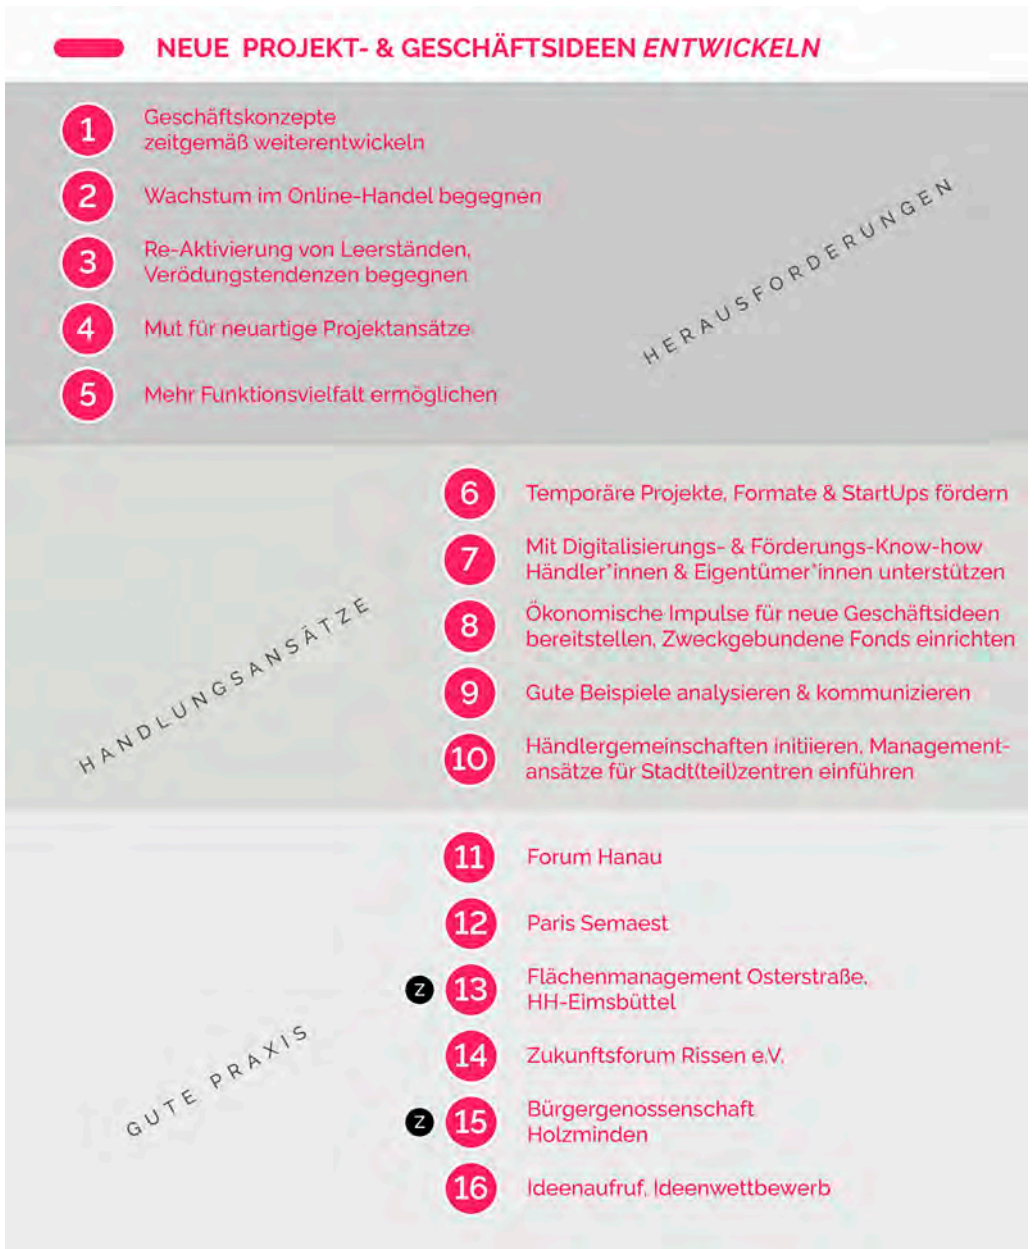 NEUE PROJEKT- & GESCHÄFTSIDEEN ENTWICKELN
1 Geschäftskonzepte
zeitgemäß weiterentwickeln
2 Wachstum im Online-Handel begegnen
3 Re-Aktivierung von Leerständen,
Verödungstendenzen begegnen
4 Mut für neuartige Projektansätze
5 Mehr Funktionsvielfalt ermöglichen
HERAUSFORDERUNGEN
6 Temporäre Projekte, Formate & StartUps fördern
7 Mit Digitalisierungs- & Förderungs-Know-how
Händler*innen & Eigentümer*innen unterstützen
8 Ökonomische Impulse für neue Geschäftsideen
bereitstellen, Zweckgebundene Fonds einrichten
9 Gute Beispiele analysieren & kommunizieren
10 Händlergemeinschaften initiieren, Management-
ansätze für Stadt(teil)zentren einführen
HANDLUNGSANSÄTZE
11 Forum Hanau
12 Paris Semaest
Z 13 Flächenmanagement Osterstraße,
HH-Eimsbüttel
14 Zukunftsforum Rissen e.V.
Z 15 Bürgergenossenschaft
Holzminden
16 Ideenaufruf, Ideenwettbewerb
GUTE PRAXIS